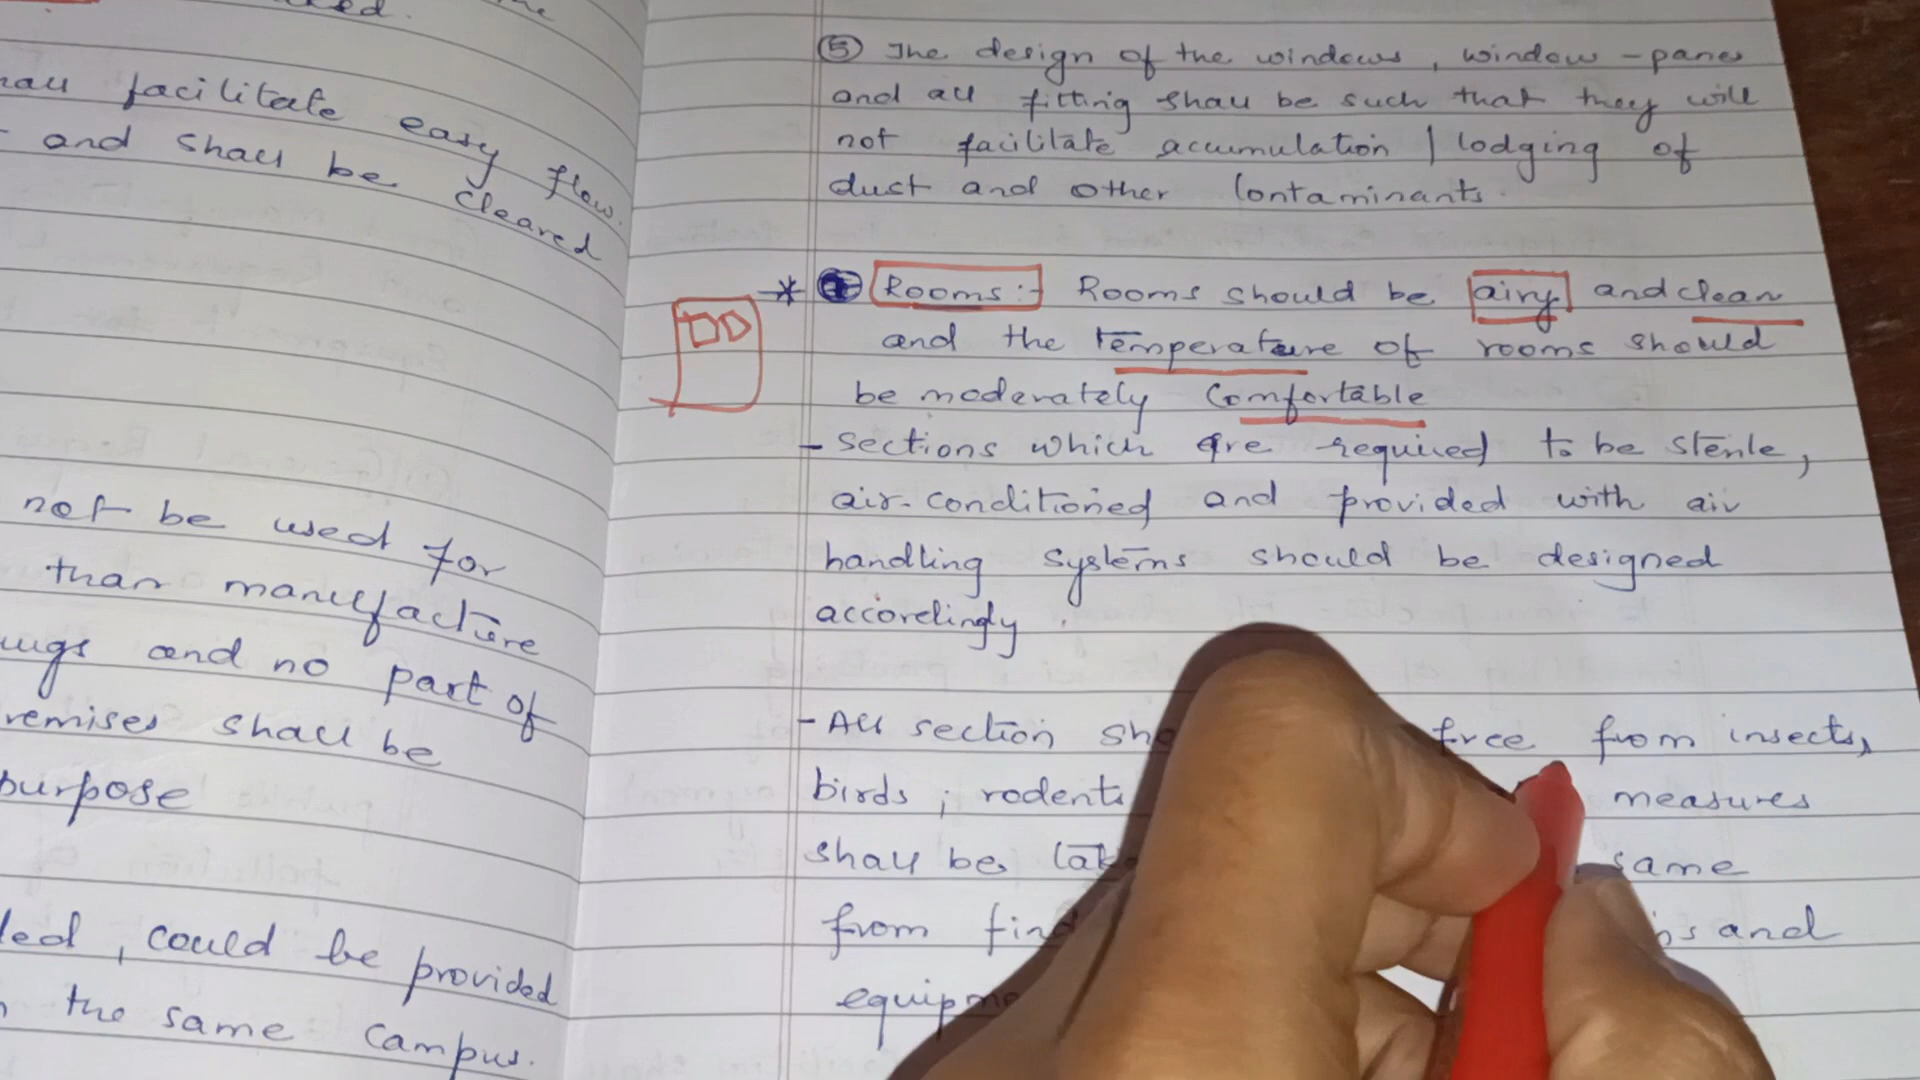 hall facilitate easy flow.
and shall be cleared
not be used for
than manufacture
and no part of
shall be
purpose
, could be provided
the same campus.
⑤ The design of the windows, window-panes
and all fitting shall be such that they will
not facilitate accumulation / lodging of
dust and other contaminants.
* Rooms:- Rooms should be airy and clean
and the temperature of rooms should
be moderately comfortable
- sections which are required to be sterile,
air-conditioned and provided with air
handling systems should be designed
accordingly.
- All section free from insects,
birds, rodents measures
shall be same
from and